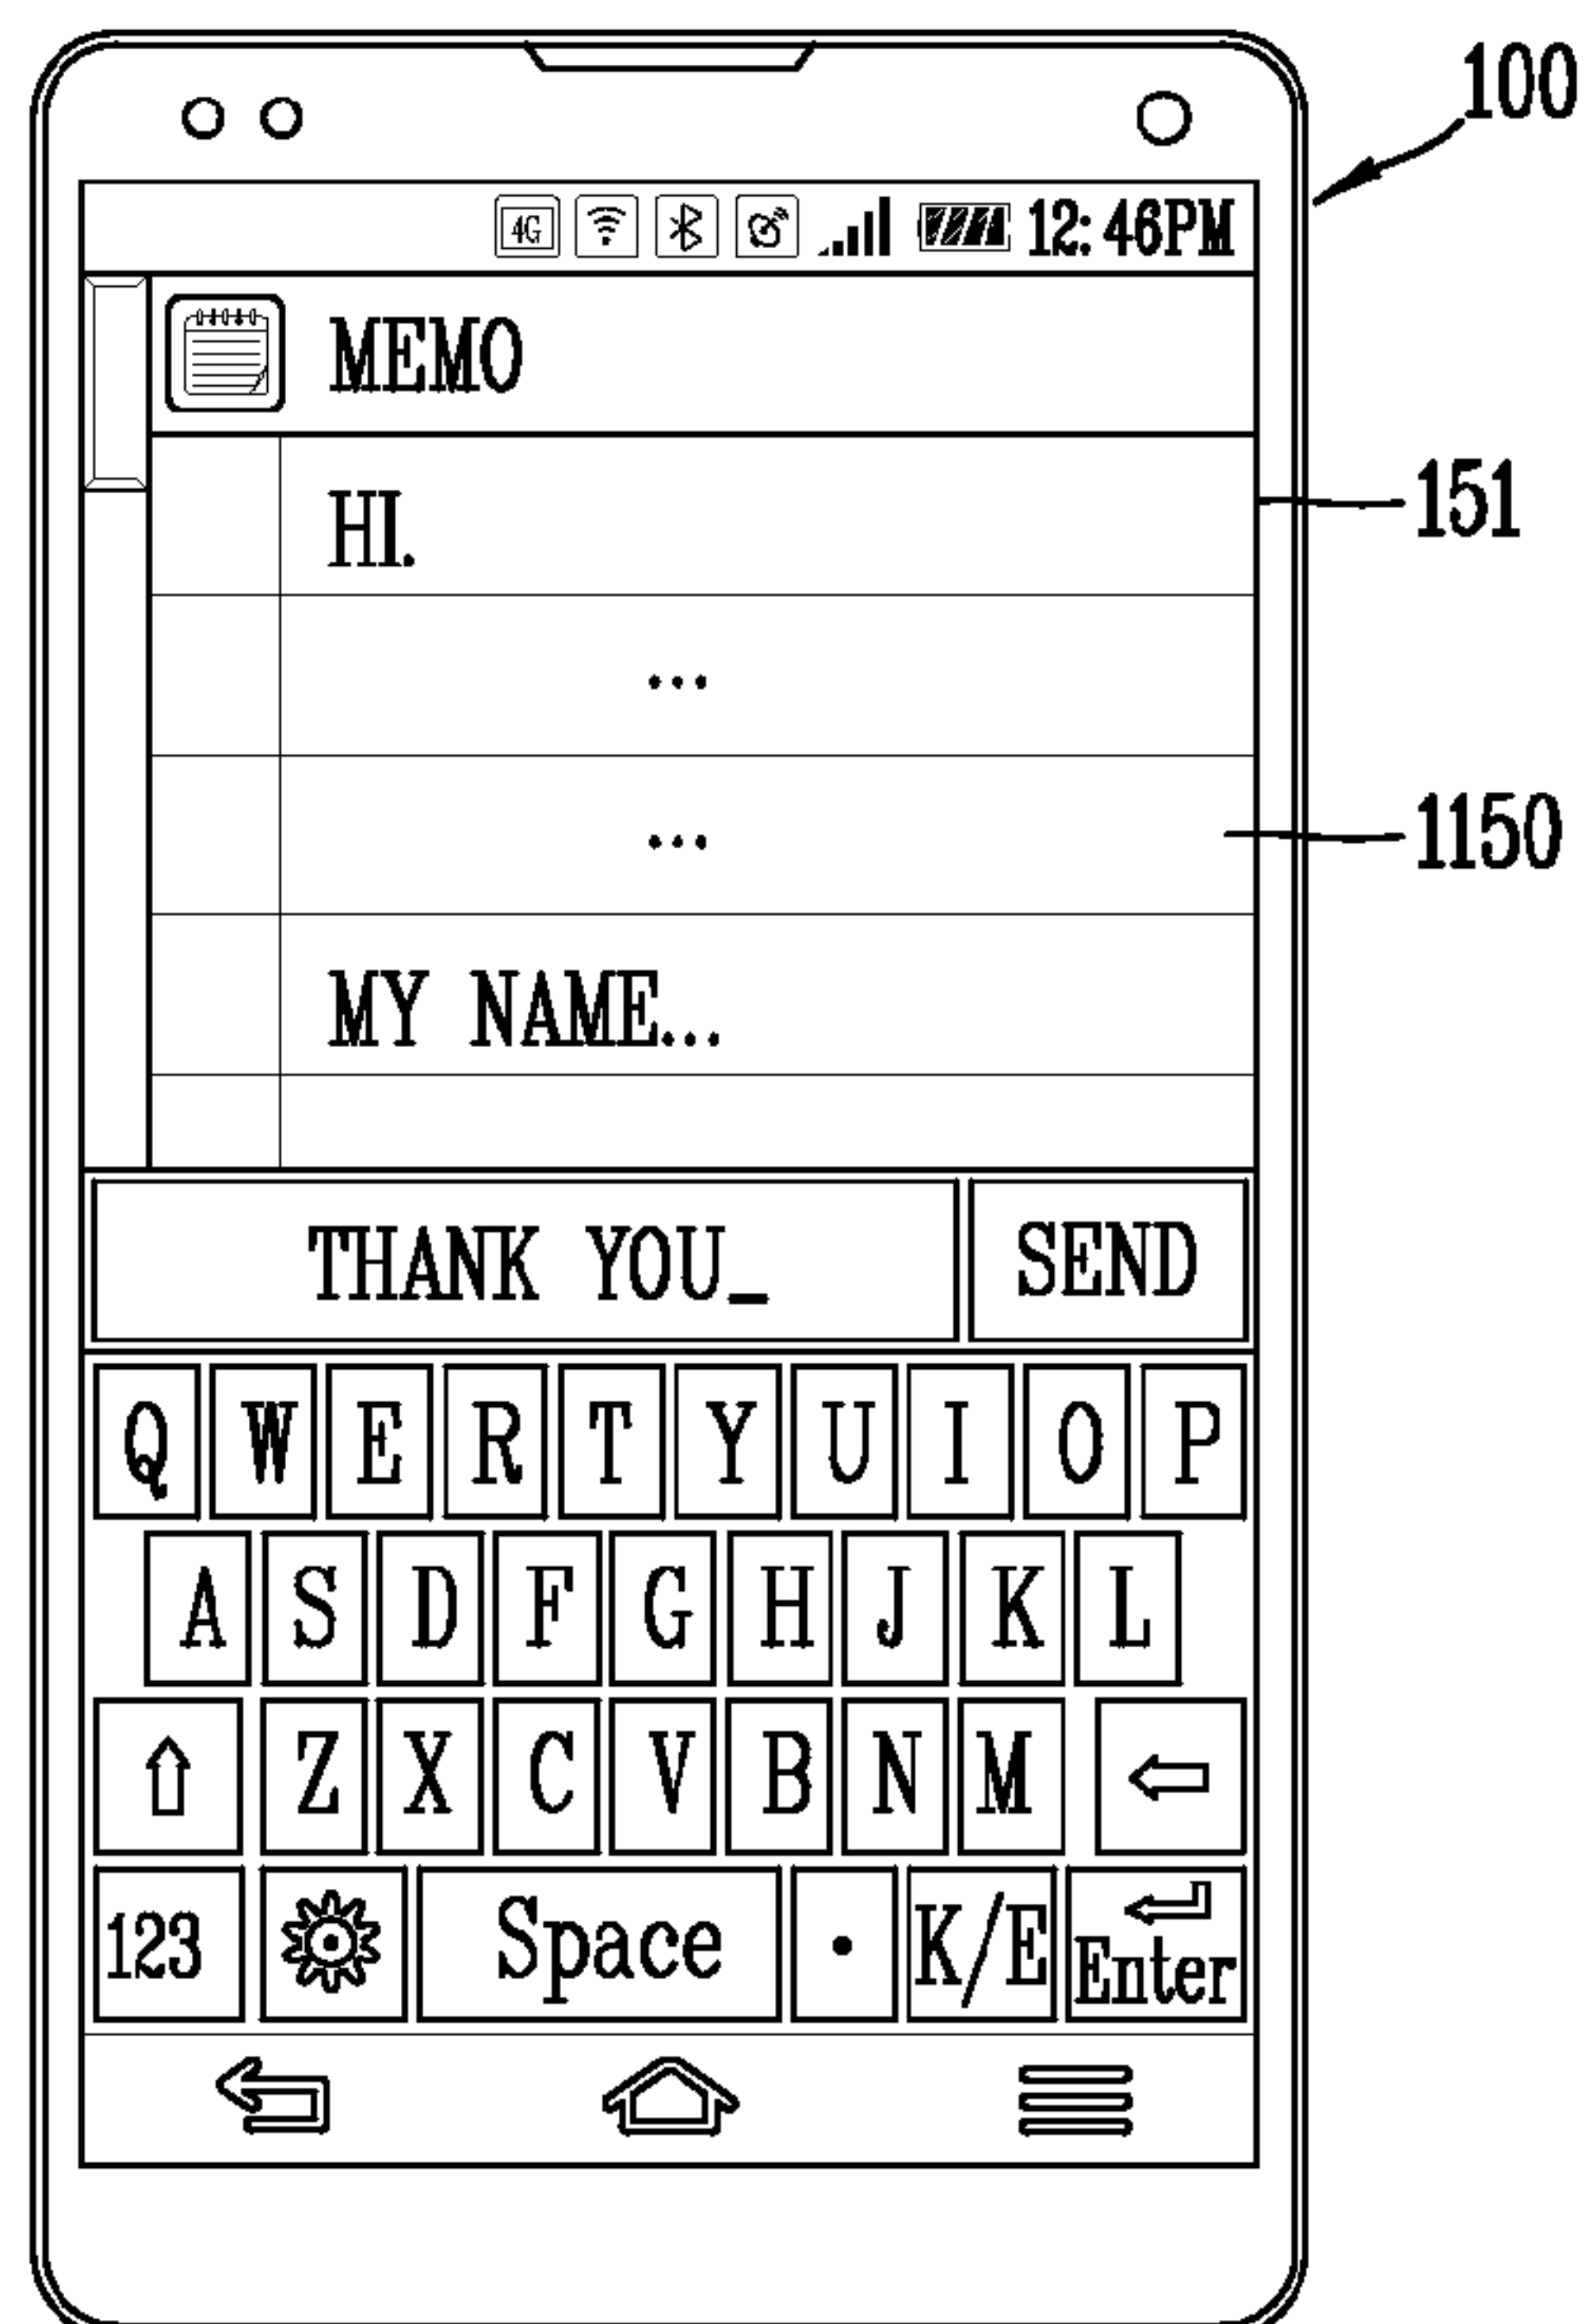 100
4G 12:46PM
MEMO
HI.
151
...
...
1150
MY NAME...
THANK YOU_ SEND
Q W E R T Y U I O P
A S D F G H J K L
Z X C V B N M
123 Space . K/E Enter